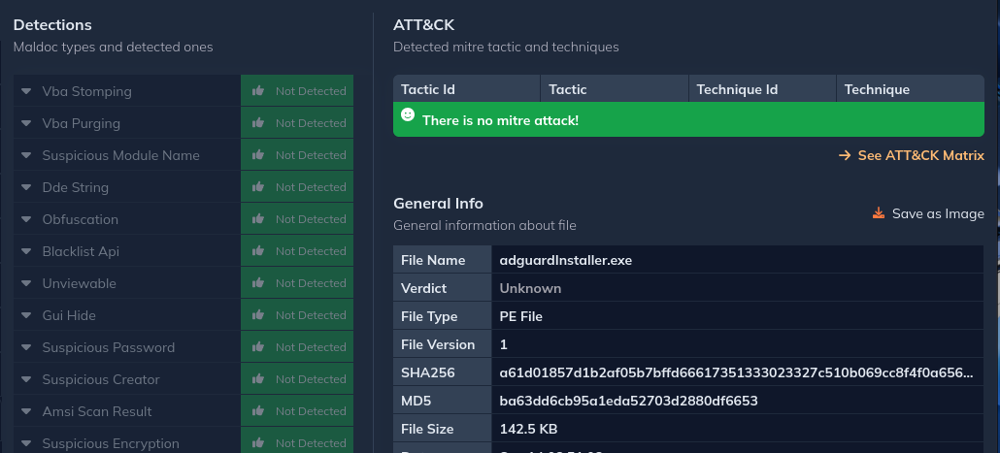 Detections
Maldoc types and detected ones
Vba Stomping Not Detected
Vba Purging Not Detected
Suspicious Module Name Not Detected
Dde String Not Detected
Obfuscation Not Detected
Blacklist Api Not Detected
Unviewable Not Detected
Gui Hide Not Detected
Suspicious Password Not Detected
Suspicious Creator Not Detected
Amsi Scan Result Not Detected
Suspicious Encryption Not Detected
ATT&CK
Detected mitre tactic and techniques
Tactic Id Tactic Technique Id Technique
There is no mitre attack!
See ATT&CK Matrix
General Info
General information about file
Save as Image
File Name adguardInstaller.exe
Verdict Unknown
File Type PE File
File Version 1
SHA256 a61d01857d1b2af05b7bffd66617351333023327c510b069cc8f4f0a656...
MD5 ba63dd6cb95a1eda52703d2880df6653
File Size 142.5 KB